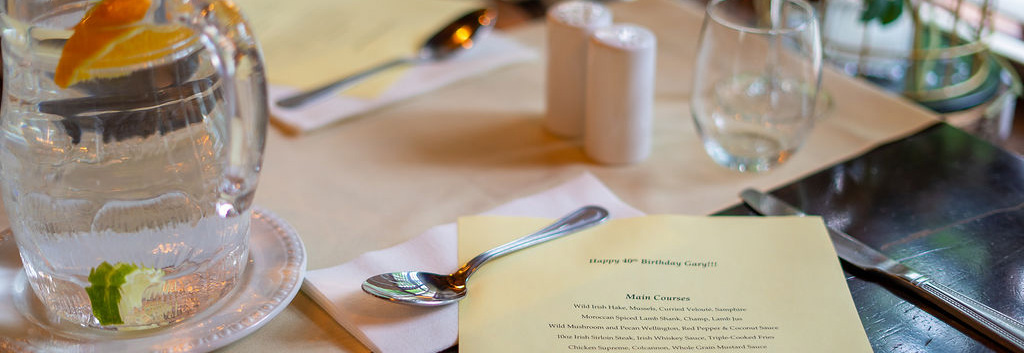 Happy 40th Birthday Gary!!!
Main Courses
Wild Irish Hake, Mussels, Curried Velouté, Samphire
Moroccan Spiced Lamb Shank, Champ, Lamb Jus
Wild Mushroom and Pecan Wellington, Red Pepper & Coconut Sauce
10oz Irish Sirloin Steak, Irish Whiskey Sauce, Triple-Cooked Fries
Chicken Supreme, Colcannon, Whole Grain Mustard Sauce